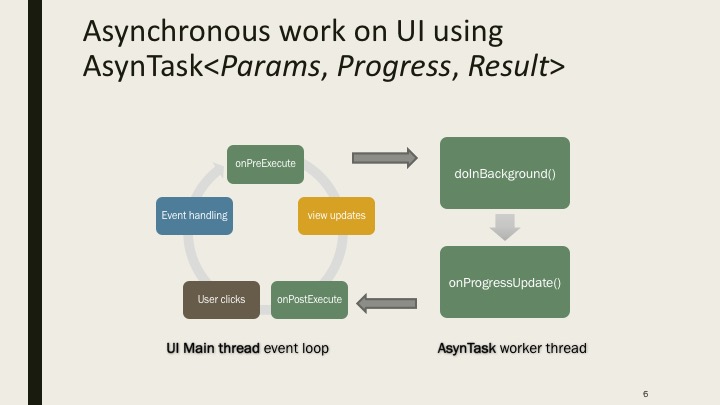 Asynchronous work on UI using
AsynTask<Params, Progress, Result>
onPreExecute
Event handling
view updates
User clicks
onPostExecute
doInBackground()
onProgressUpdate()
UI Main thread event loop
AsynTask worker thread
6